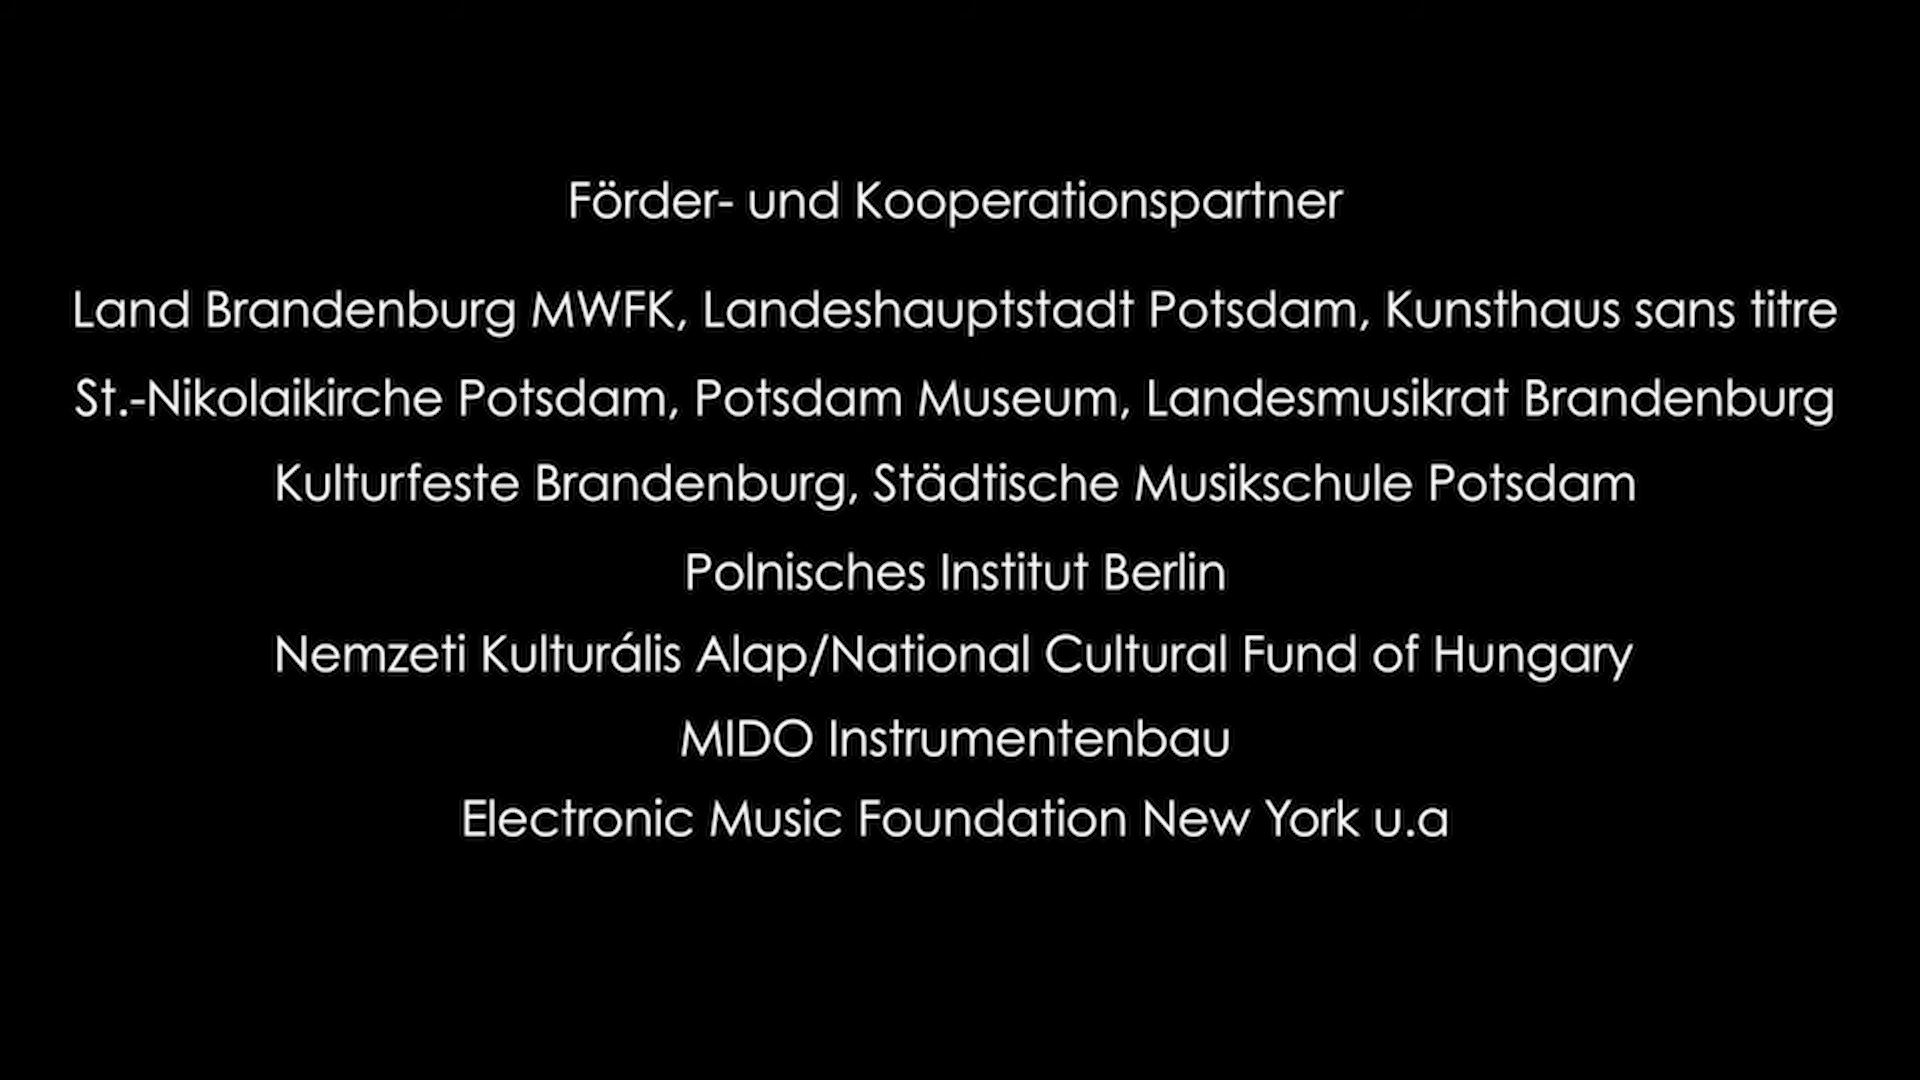 Förder- und Kooperationspartner
Land Brandenburg MWFK, Landeshauptstadt Potsdam, Kunsthaus sans titre
St.-Nikolaikirche Potsdam, Potsdam Museum, Landesmusikrat Brandenburg
Kulturfeste Brandenburg, Städtische Musikschule Potsdam
Polnisches Institut Berlin
Nemzeti Kulturális Alap/National Cultural Fund of Hungary
MIDO Instrumentenbau
Electronic Music Foundation New York u.a